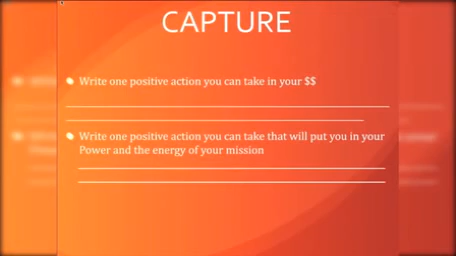 CAPTURE
Write one positive action you can take in your $$
Write one positive action you can take that will put you in your
Power and the energy of your mission